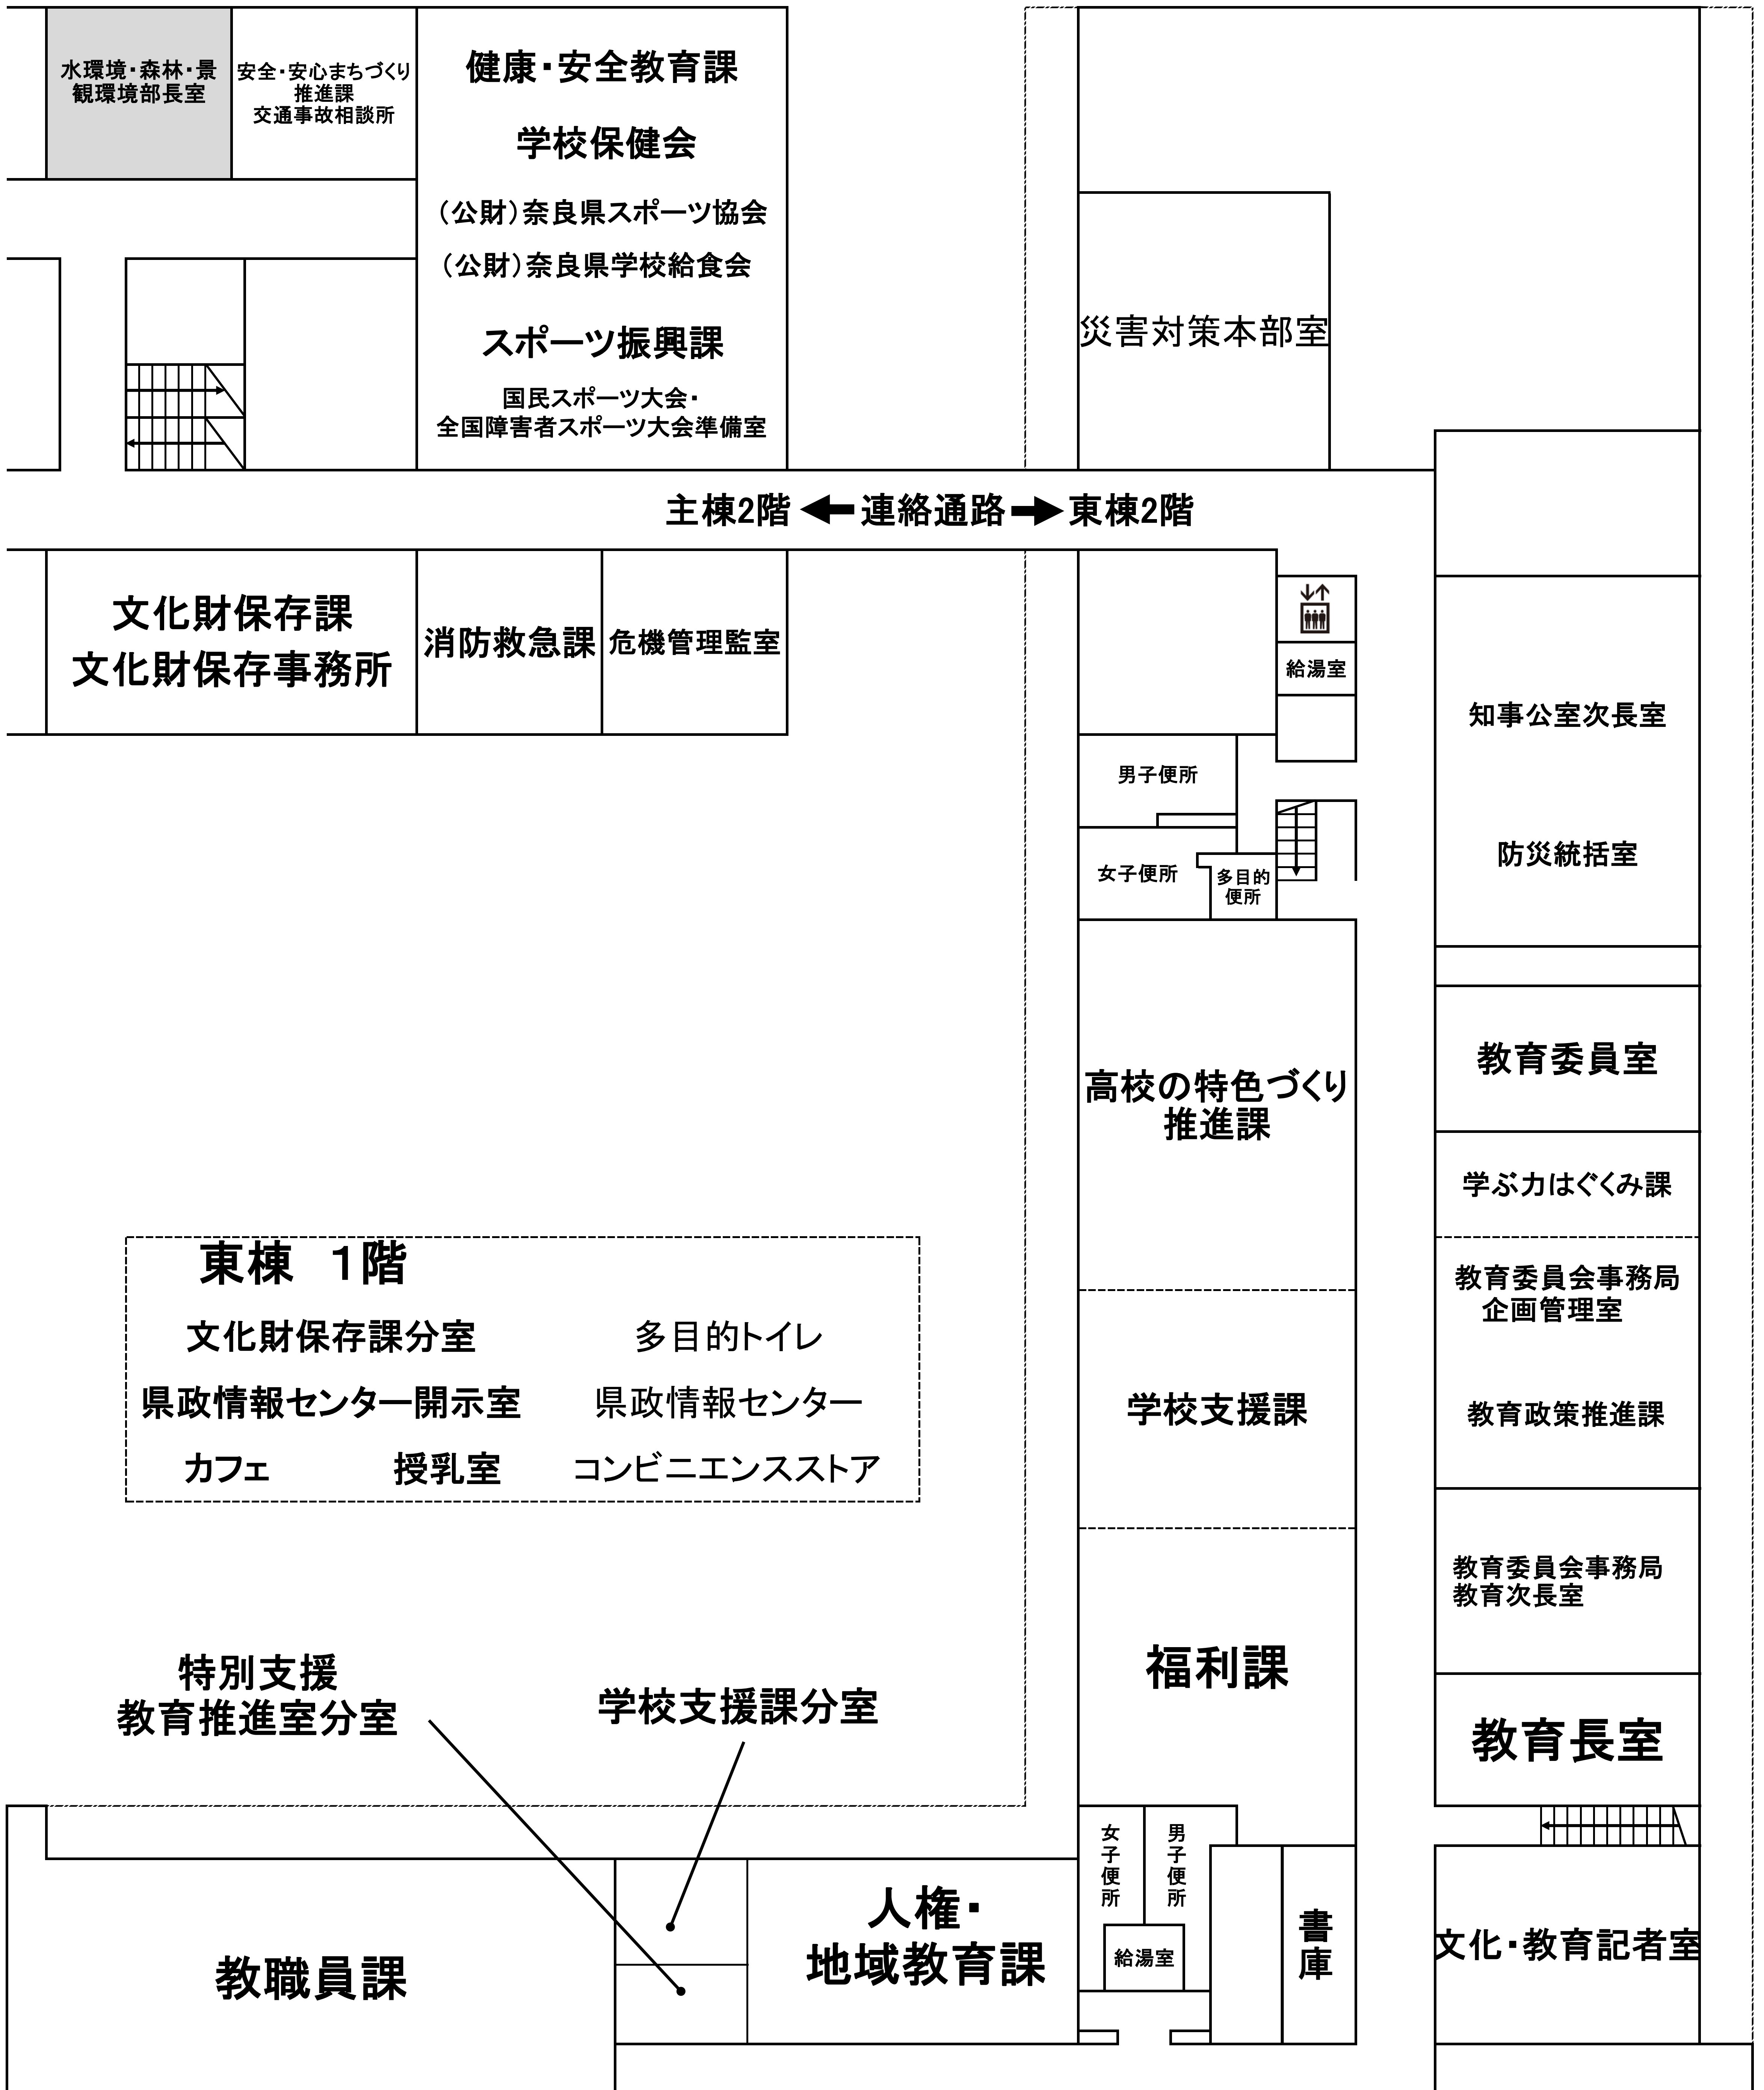 水環境・森林・景
観環境部長室
安全・安心まちづくり
推進課
交通事故相談所
健康・安全教育課
学校保健会
（公財）奈良県スポーツ協会
（公財）奈良県学校給食会
スポーツ振興課
国民スポーツ大会・
全国障害者スポーツ大会準備室
災害対策本部室
主棟2階 ← 連絡通路 → 東棟2階
文化財保存課
文化財保存事務所
消防救急課
危機管理監室
給湯室
知事公室次長室
防災統括室
男子便所
女子便所
多目的
便所
高校の特色づくり
推進課
教育委員室
学ぶ力はぐくみ課
教育委員会事務局
企画管理室
教育政策推進課
学校支援課
東棟 1階
文化財保存課分室 多目的トイレ
県政情報センター開示室 県政情報センター
カフェ 授乳室 コンビニエンスストア
教育委員会事務局
教育次長室
福利課
教育長室
特別支援
教育推進室分室
学校支援課分室
女子便所
男子便所
給湯室
書庫
文化・教育記者室
人権・
地域教育課
教職員課